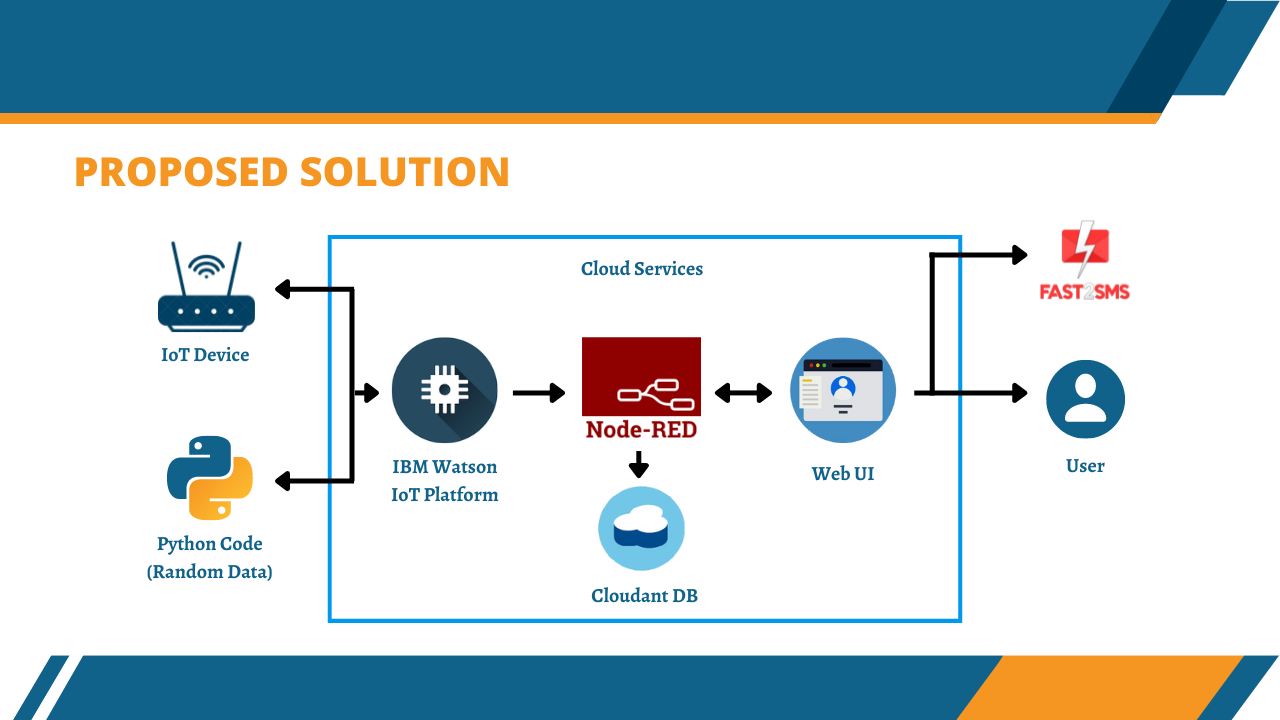 PROPOSED SOLUTION
Cloud Services
FAST2SMS
IoT Device
Node-RED
IBM Watson
IoT Platform
Web UI
User
Python Code
(Random Data)
Cloudant DB